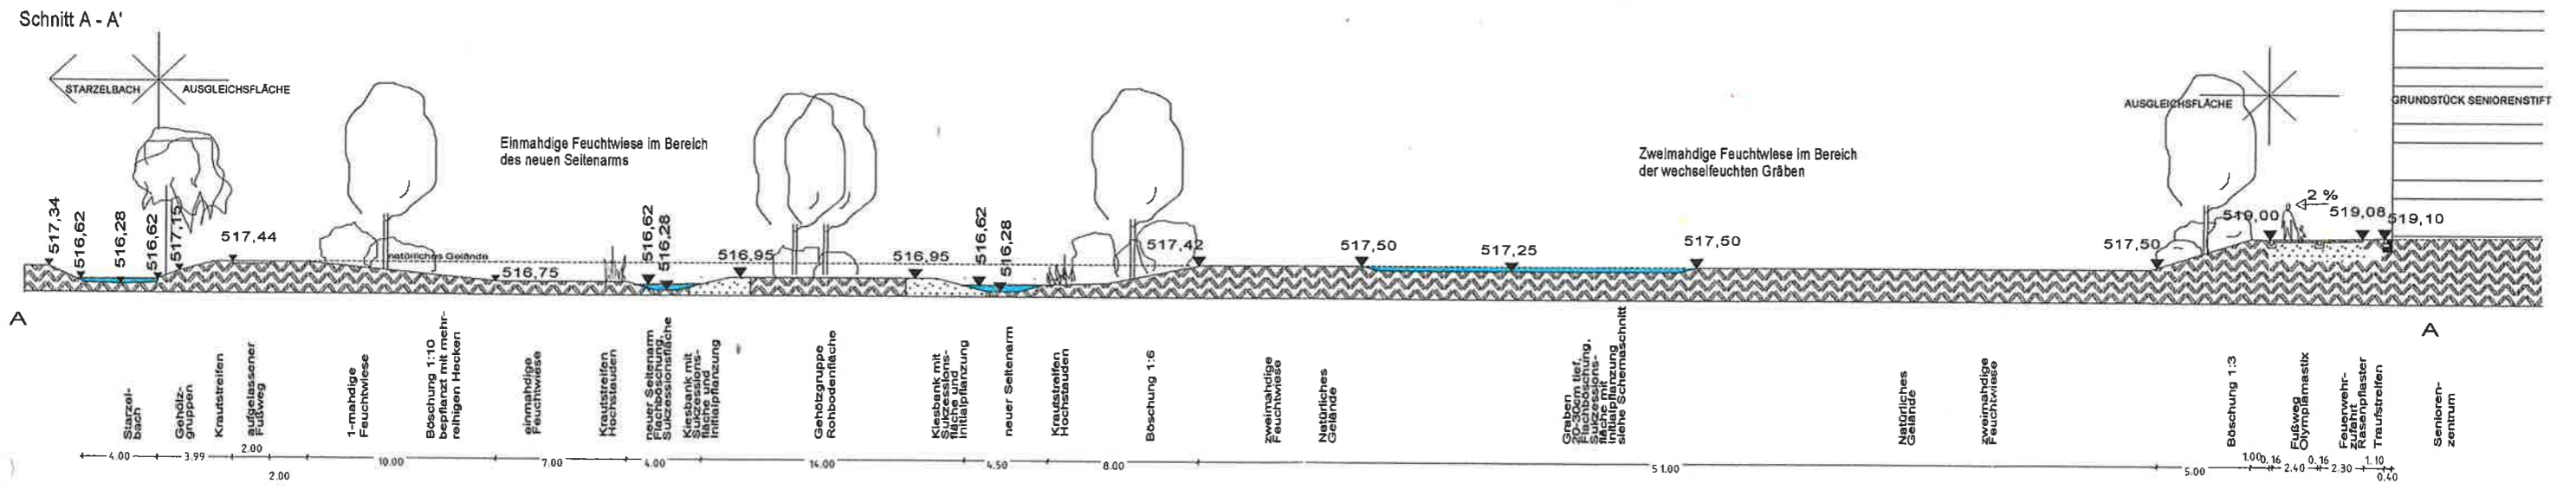 Schnitt A - A'
STARZELBACH
AUSGLEICHSFLÄCHE
Einmahdige Feuchtwiese im Bereich
des neuen Seitenarms
Zweimahdige Feuchtwiese im Bereich
der wechselfeuchten Gräben
AUSGLEICHSFLÄCHE
GRUNDSTÜCK SENIORENSTIFT
517,34
516,62
516,28
516,62
517,15
517,44
natürliches Gelände
516,75
516,62
516,28
516,95
516,95
516,62
516,28
517,42
517,50
517,25
517,50
517,50
519,00
2 %
519,08
519,10
A
A
Starzel-
bach
Gehölz-
gruppen
Krautstreifen
aufgelassener
Fußweg
1-mahdige
Feuchtwiese
Böschung 1:10
bepflanzt mit mehr-
reihigen Hecken
einmahdige
Feuchtwiese
Krautstreifen
Hochstauden
neuer Seitenarm
Flachböschung,
Sukzessionsfläche
Kiesbank mit
Sukzessions-
fläche und
Initialpflanzung
Gehölzgruppe
Rohbodenfläche
Kiesbank mit
Sukzessions-
fläche und
Initialpflanzung
neuer Seitenarm
Krautstreifen
Hochstauden
Böschung 1:6
zweimahdige
Feuchtwiese
Natürliches
Gelände
Graben
20-30cm tief,
Flachböschung,
Sukzessions-
fläche mit
Initialpflanzung
siehe Schemaschnitt
Natürliches
Gelände
zweimahdige
Feuchtwiese
Böschung 1:3
Fußweg
Olympiamastix
Feuerwehr-
zufahrt
Rasenpflaster
Traufstreifen
Senioren-
zentrum
4.00
3.99
2.00
2.00
10.00
7.00
4.00
14.00
4.50
8.00
51.00
5.00
1.00
0.16
2.40
0.16
2.30
1.10
0.40